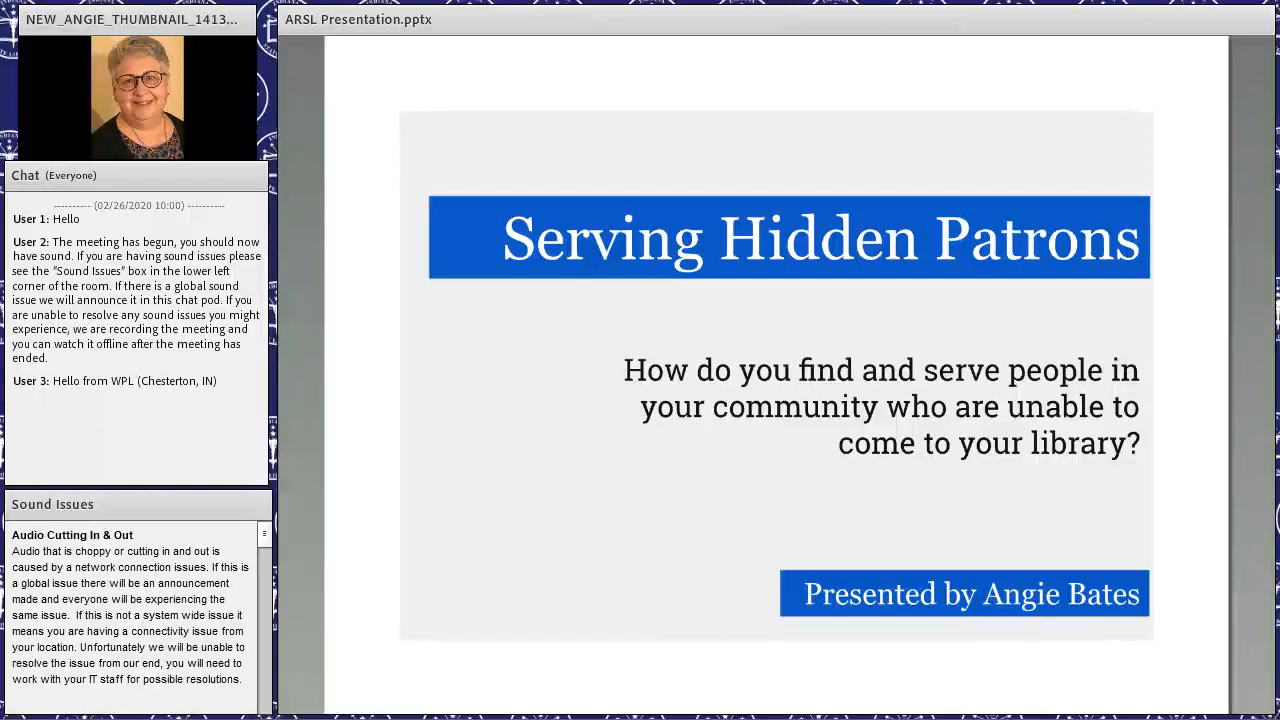 NEW_ANGIE_THUMBNAIL_1413...
Chat (Everyone)
---------- (02/26/2020 10:00) ----------
User 1: Hello
User 2: The meeting has begun, you should now
have sound. If you are having sound issues please
see the "Sound Issues" box in the lower left
corner of the room. If there is a global sound
issue we will announce it in this chat pod. If you
are unable to resolve any sound issues you might
experience, we are recording the meeting and
you can watch it offline after the meeting has
ended.
User 3: Hello from WPL (Chesterton, IN)
Sound Issues
Audio Cutting In & Out
Audio that is choppy or cutting in and out is
caused by a network connection issues. If this is
a global issue there will be an announcement
made and everyone will be experiencing the
same issue.  If this is not a system wide issue it
means you are having a connectivity issue from
your location. Unfortunately we will be unable to
resolve the issue from our end, you will need to
work with your IT staff for possible resolutions.
ARSL Presentation.pptx
Serving Hidden Patrons
How do you find and serve people in
your community who are unable to
come to your library?
Presented by Angie Bates